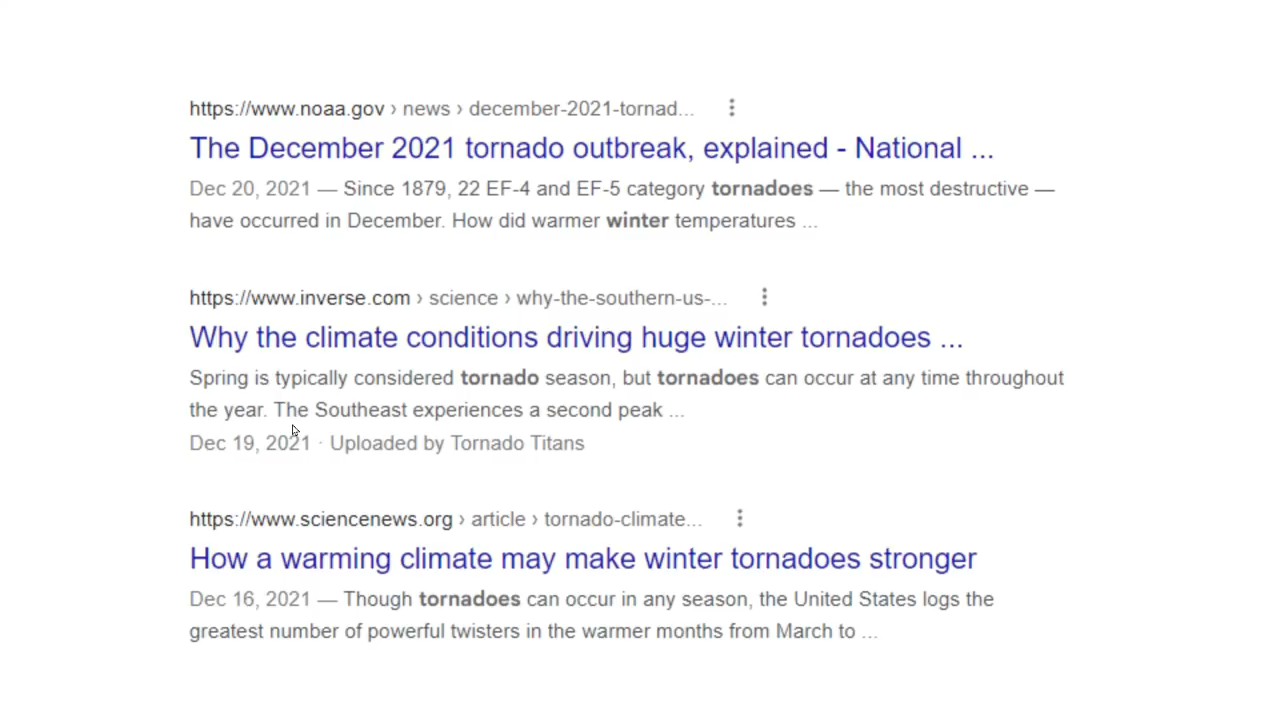 https://www.noaa.gov › news › december-2021-tornad...
The December 2021 tornado outbreak, explained - National ...
Dec 20, 2021 — Since 1879, 22 EF-4 and EF-5 category tornadoes — the most destructive —
have occurred in December. How did warmer winter temperatures ...
https://www.inverse.com › science › why-the-southern-us-...
Why the climate conditions driving huge winter tornadoes ...
Spring is typically considered tornado season, but tornadoes can occur at any time throughout
the year. The Southeast experiences a second peak ...
Dec 19, 2021 · Uploaded by Tornado Titans
https://www.sciencenews.org › article › tornado-climate...
How a warming climate may make winter tornadoes stronger
Dec 16, 2021 — Though tornadoes can occur in any season, the United States logs the
greatest number of powerful twisters in the warmer months from March to ...